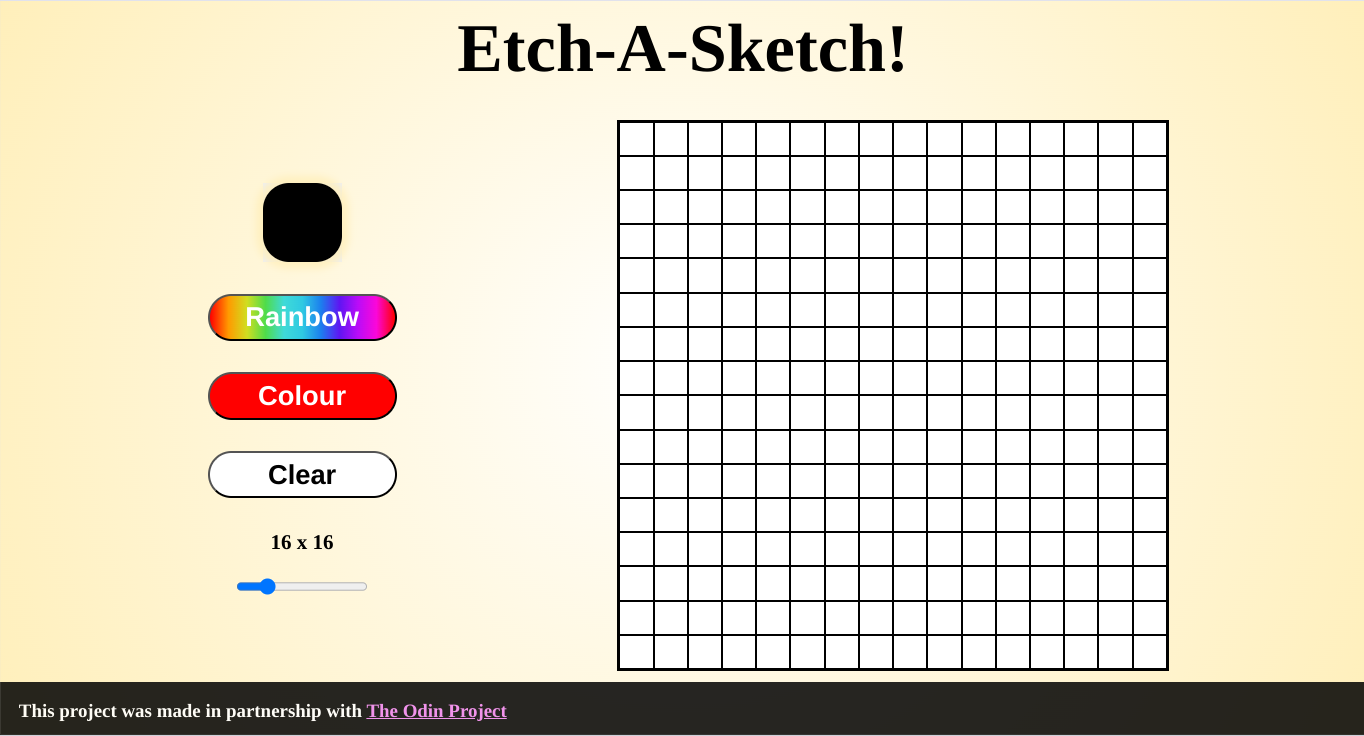 Etch-A-Sketch!
Rainbow
Colour
Clear
16 x 16
This project was made in partnership with The Odin Project